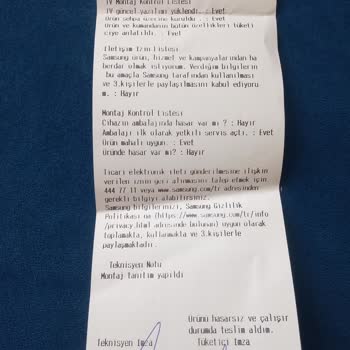 TV Montaj Kontrol Listesi
TV güncel yazılımı yüklendi. : Evet
Ürün sehpa üzerine kuruldu. : Evet
Ürün ve kumandanın bütün özellikleri tüketi
ciye anlatıldı. : Evet
İletişim İzin Listesi
Samsung ürün, hizmet ve kampanyalarından ha
berdar olmak istiyorum. Verdiğim bilgilerin
bu amaçla Samsung tarafından kullanılması
ve 3.kişilerle paylaşılmasını kabul ediyoru
m. : Hayır
Montaj Kontrol Listesi
Cihazın ambalajında hasar var mı ? : Hayır
Ambalajı ilk olarak yetkili servis açtı. : Evet
Ürün mahali uygun. : Evet
Üründe hasar var mı? : Hayır
Ticari elektronik ileti gönderilmesine ilişkin
verilen iznin geri alınmasını talep etmek için
444 77 11 veya www.samsung.com/tr adresinden
gerekli bilgi alabilirsiniz.
Samsung bilgilerinizi, Samsung Gizlilik
Politikası na (https://www.samsung.com/tr/info
/privacy.html adresinde bulunan) uygun olarak
toplamakta, kullanmakta ve 3.kişilerle
paylaşmaktadır.
Teknisyen Notu
Montaj tanıtım yapıldı
Ürünü hasarsız ve çalışır
durumda teslim aldım.
Teknisyen İmza
Tüketici İmza